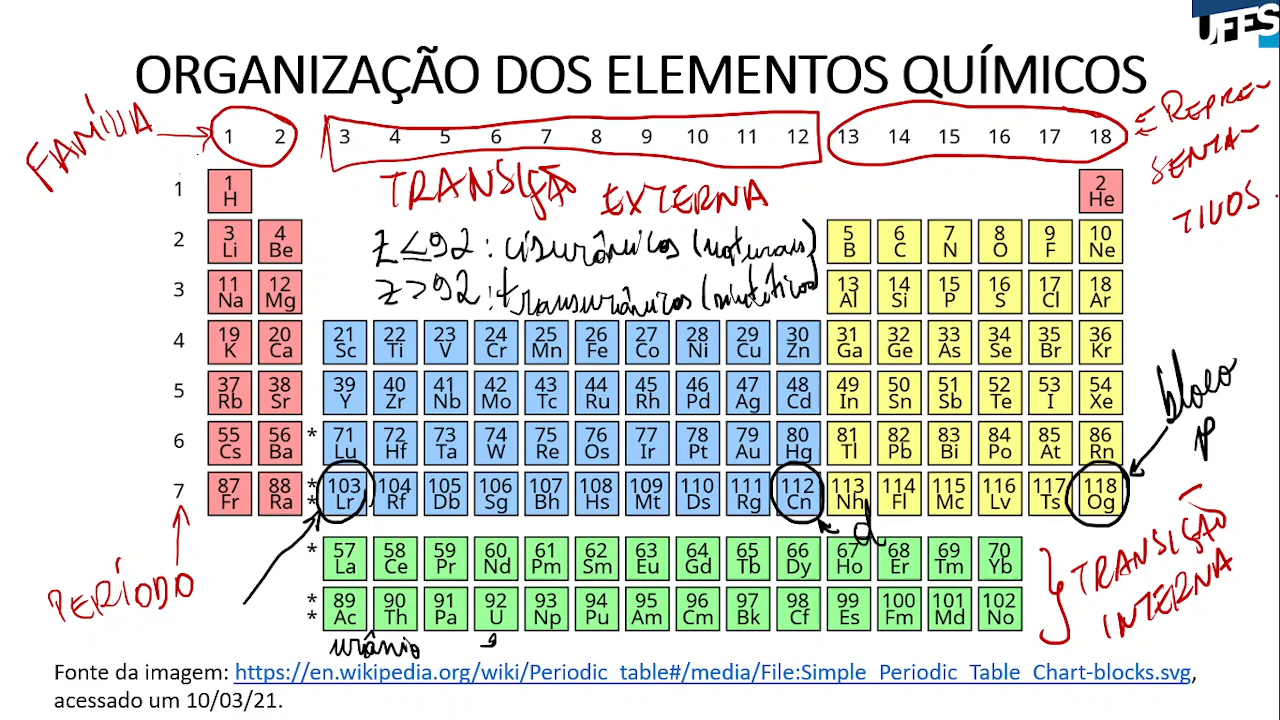 UFES
ORGANIZAÇÃO DOS ELEMENTOS QUÍMICOS
FAMÍLIA
1 2 3 4 5 6 7 8 9 10 11 12 13 14 15 16 17 18
REPRE-
SENTA-
TIVOS.
TRANSIÇÃO EXTERNA
1 1 2
H He
z ≤ 92: cisurânicos (naturais)
2 3 4 5 6 7 8 9 10
Li Be B C N O F Ne
z > 92: transurânicos (sintéticos)
3 11 12 13 14 15 16 17 18
Na Mg Al Si P S Cl Ar
4 19 20 21 22 23 24 25 26 27 28 29 30 31 32 33 34 35 36
K Ca Sc Ti V Cr Mn Fe Co Ni Cu Zn Ga Ge As Se Br Kr
5 37 38 39 40 41 42 43 44 45 46 47 48 49 50 51 52 53 54
Rb Sr Y Zr Nb Mo Tc Ru Rh Pd Ag Cd In Sn Sb Te I Xe
bloco
p
6 55 56 * 71 72 73 74 75 76 77 78 79 80 81 82 83 84 85 86
Cs Ba Lu Hf Ta W Re Os Ir Pt Au Hg Tl Pb Bi Po At Rn
7 87 88 * 103 104 105 106 107 108 109 110 111 112 113 114 115 116 117 118
Fr Ra * Lr Rf Db Sg Bh Hs Mt Ds Rg Cn Nh Fl Mc Lv Ts Og
d
PERÍODO
* 57 58 59 60 61 62 63 64 65 66 67 68 69 70
La Ce Pr Nd Pm Sm Eu Gd Tb Dy Ho Er Tm Yb
* 89 90 91 92 93 94 95 96 97 98 99 100 101 102
* Ac Th Pa U Np Pu Am Cm Bk Cf Es Fm Md No
TRANSIÇÃO
INTERNA
urânio
Fonte da imagem: https://en.wikipedia.org/wiki/Periodic_table#/media/File:Simple_Periodic_Table_Chart-blocks.svg,
acessado um 10/03/21.